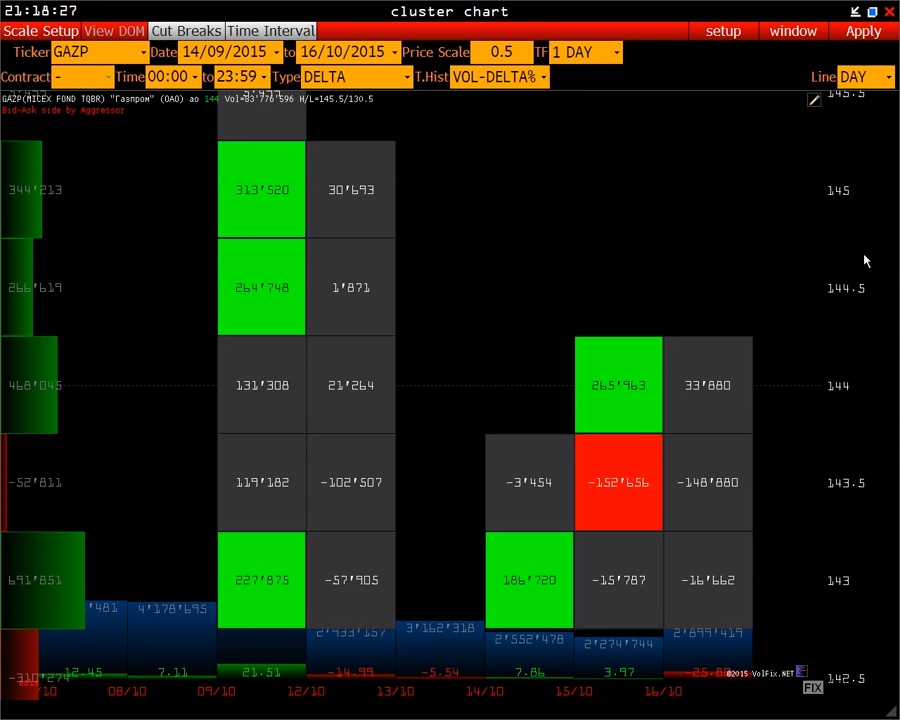 21:18:27 cluster chart
Scale Setup View DOM Cut Breaks Time Interval setup window Apply
Ticker GAZP Date 14/09/2015 to 16/10/2015 Price Scale 0.5 TF 1 DAY
Contract - Time 00:00 to 23:59 Type DELTA T.Hist VOL-DELTA% Line DAY
GAZP(MICEX FOND TQBR) "Газпром" (ОАО) ао 144 Vol=83'776'596 H/L=145.5/130.5 145.5
Bid-Ask side by Aggressor
344'213 313'520 30'693 145
266'619 264'748 1'871 144.5
468'045 131'308 21'264 265'963 33'880 144
-52'811 119'182 -102'507 -3'454 -152'656 -148'880 143.5
691'851 227'875 -57'905 186'720 -15'787 -16'662 143
'481 4'178'695 2'933'157 3'162'318 2'552'478 2'274'744 2'899'419
-310'274 12.45 7.11 21.51 -14.99 -5.54 7.86 3.97 ©2015 VolFix.NET 142.5
/10 08/10 09/10 12/10 13/10 14/10 15/10 16/10 FIX